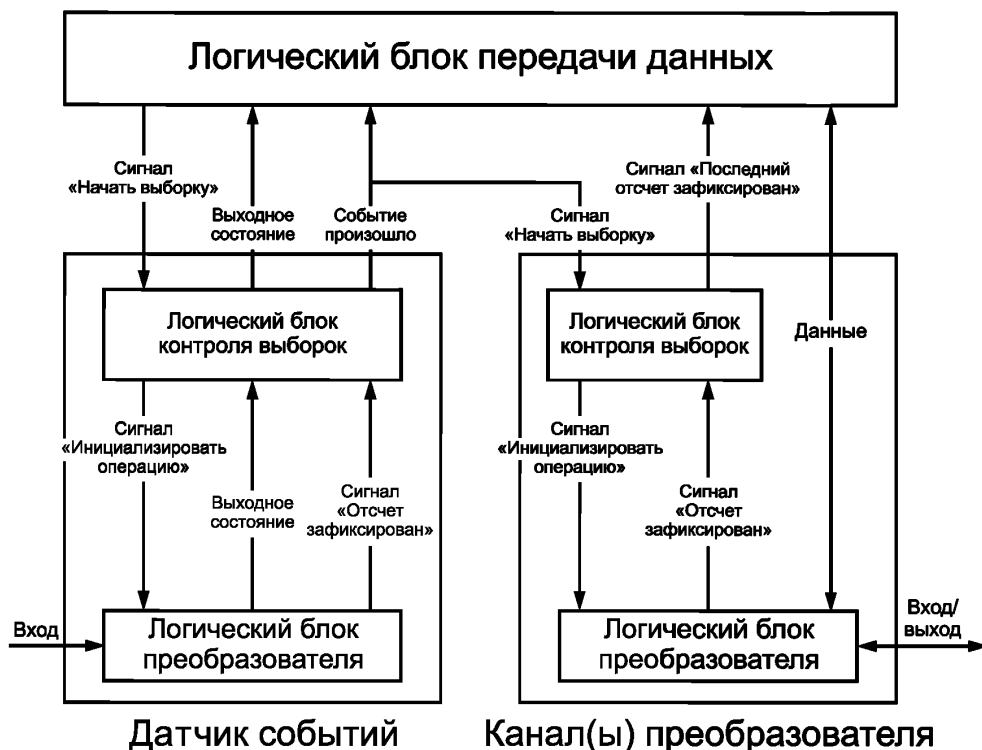 Логический блок передачи данных
Сигнал
«Начать выборку»
Выходное
состояние
Событие
произошло
Сигнал
«Начать выборку»
Сигнал «Последний
отсчет зафиксирован»
Логический блок
контроля выборок
Логический блок
контроля выборок
Данные
Сигнал
«Инициализировать
операцию»
Выходное
состояние
Сигнал
«Отсчет
зафиксирован»
Сигнал
«Инициализировать
операцию»
Сигнал
«Отсчет
зафиксирован»
Вход
Логический блок
преобразователя
Логический блок
преобразователя
Вход/
выход
Датчик событий
Канал(ы) преобразователя